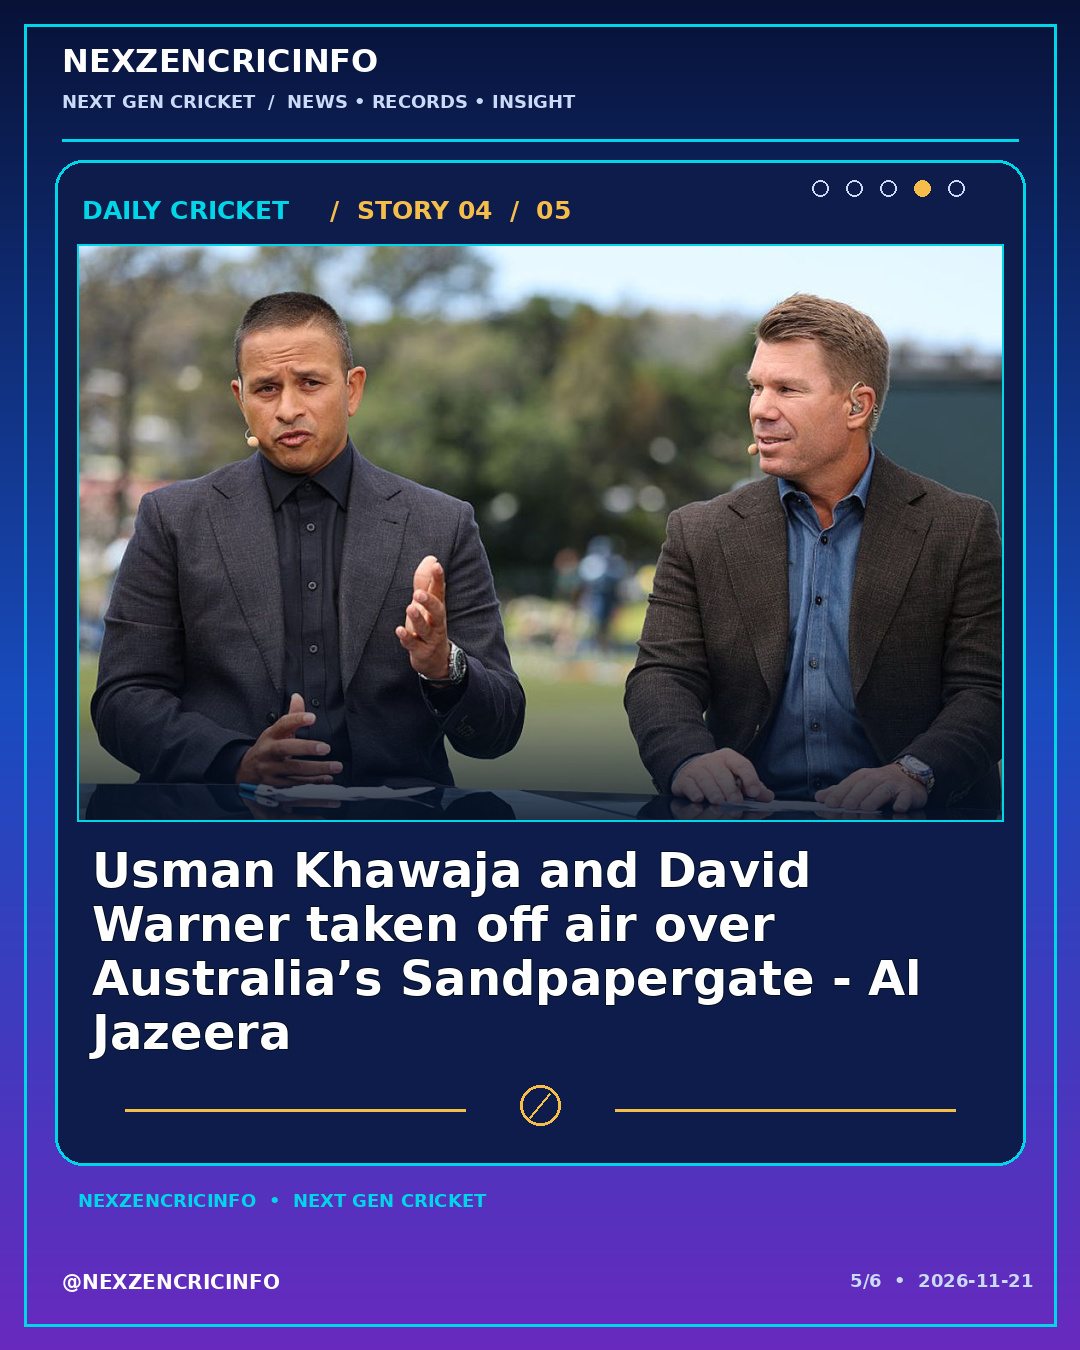 NEXZENCRICINFO
NEXT GEN CRICKET / NEWS • RECORDS • INSIGHT
DAILY CRICKET / STORY 04 / 05
Usman Khawaja and David
Warner taken off air over
Australia’s Sandpapergate - Al
Jazeera
NEXZENCRICINFO • NEXT GEN CRICKET
@NEXZENCRICINFO
5/6 • 2026-11-21